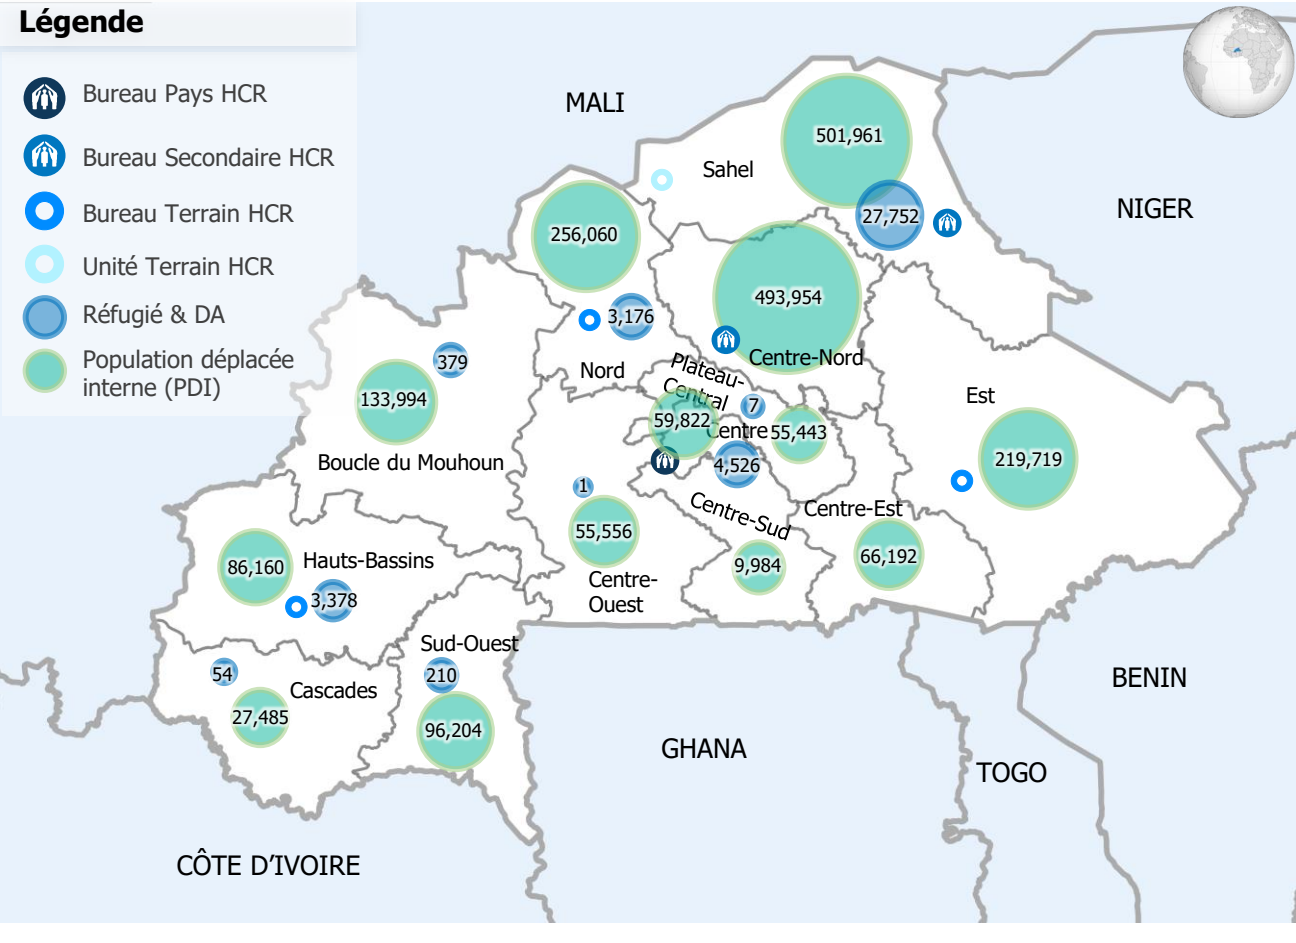 Légende
Bureau Pays HCR
Bureau Secondaire HCR
Bureau Terrain HCR
Unité Terrain HCR
Réfugié & DA
Population déplacée
interne (PDI)
MALI
NIGER
BENIN
TOGO
GHANA
CÔTE D'IVOIRE
501,961
Sahel
27,752
256,060
3,176
Nord
493,954
Centre-Nord
379
133,994
Boucle du Mouhoun
Plateau-
Central
7
59,822
Centre
55,443
4,526
Est
219,719
1
55,556
Centre-
Ouest
Centre-Sud
9,984
Centre-Est
66,192
86,160
Hauts-Bassins
3,378
Sud-Ouest
210
96,204
54
Cascades
27,485